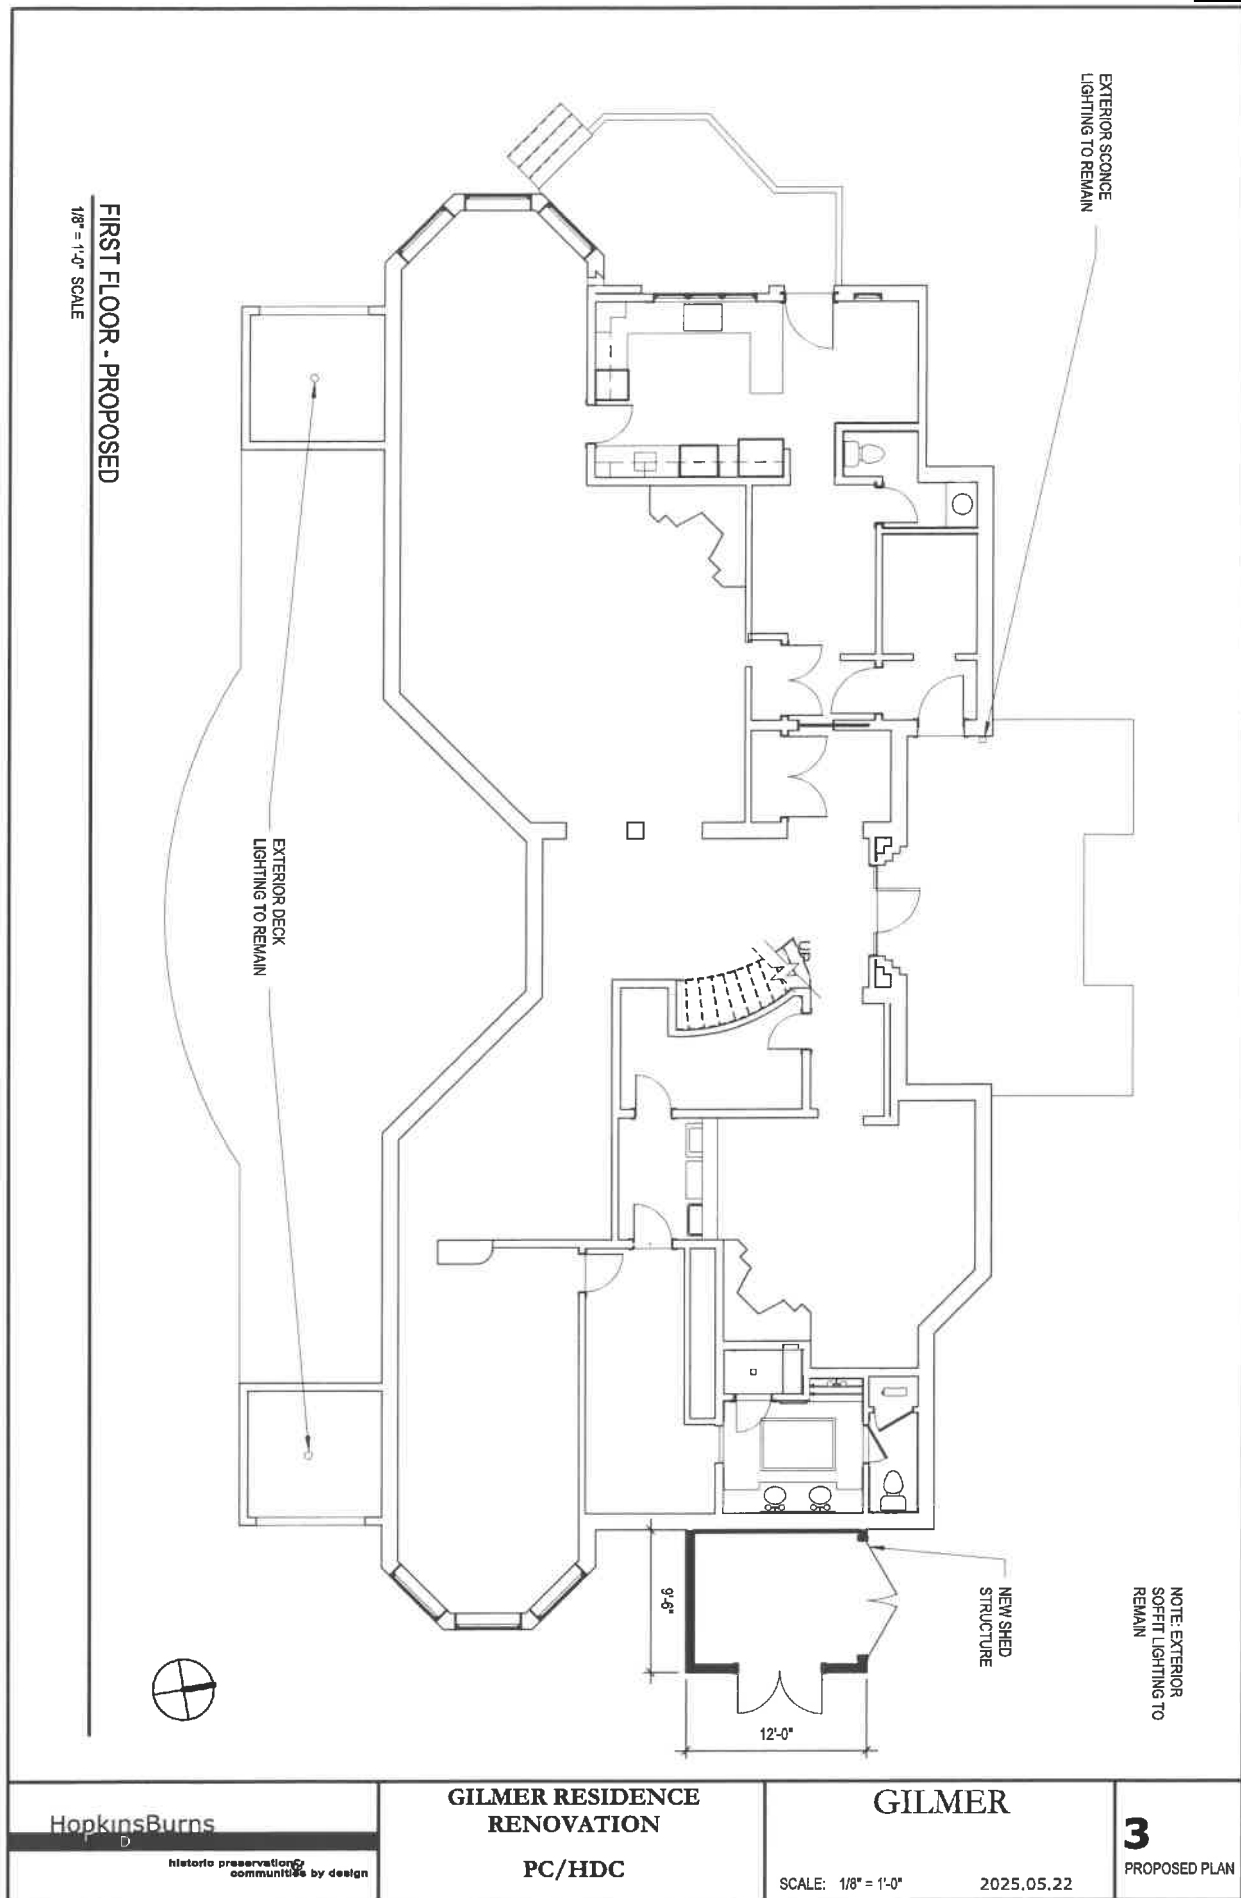 EXTERIOR SCONCE
LIGHTING TO REMAIN
FIRST FLOOR - PROPOSED
1/8" = 1'-0" SCALE
EXTERIOR DECK
LIGHTING TO REMAIN
UP
NEW SHED
STRUCTURE
NOTE: EXTERIOR
SOFFIT LIGHTING TO
REMAIN
9'-6"
12'-0"
HopkinsBurns
D
historic preservation &
communities by design
GILMER RESIDENCE
RENOVATION
PC/HDC
GILMER
SCALE: 1/8" = 1'-0"
2025.05.22
3
PROPOSED PLAN